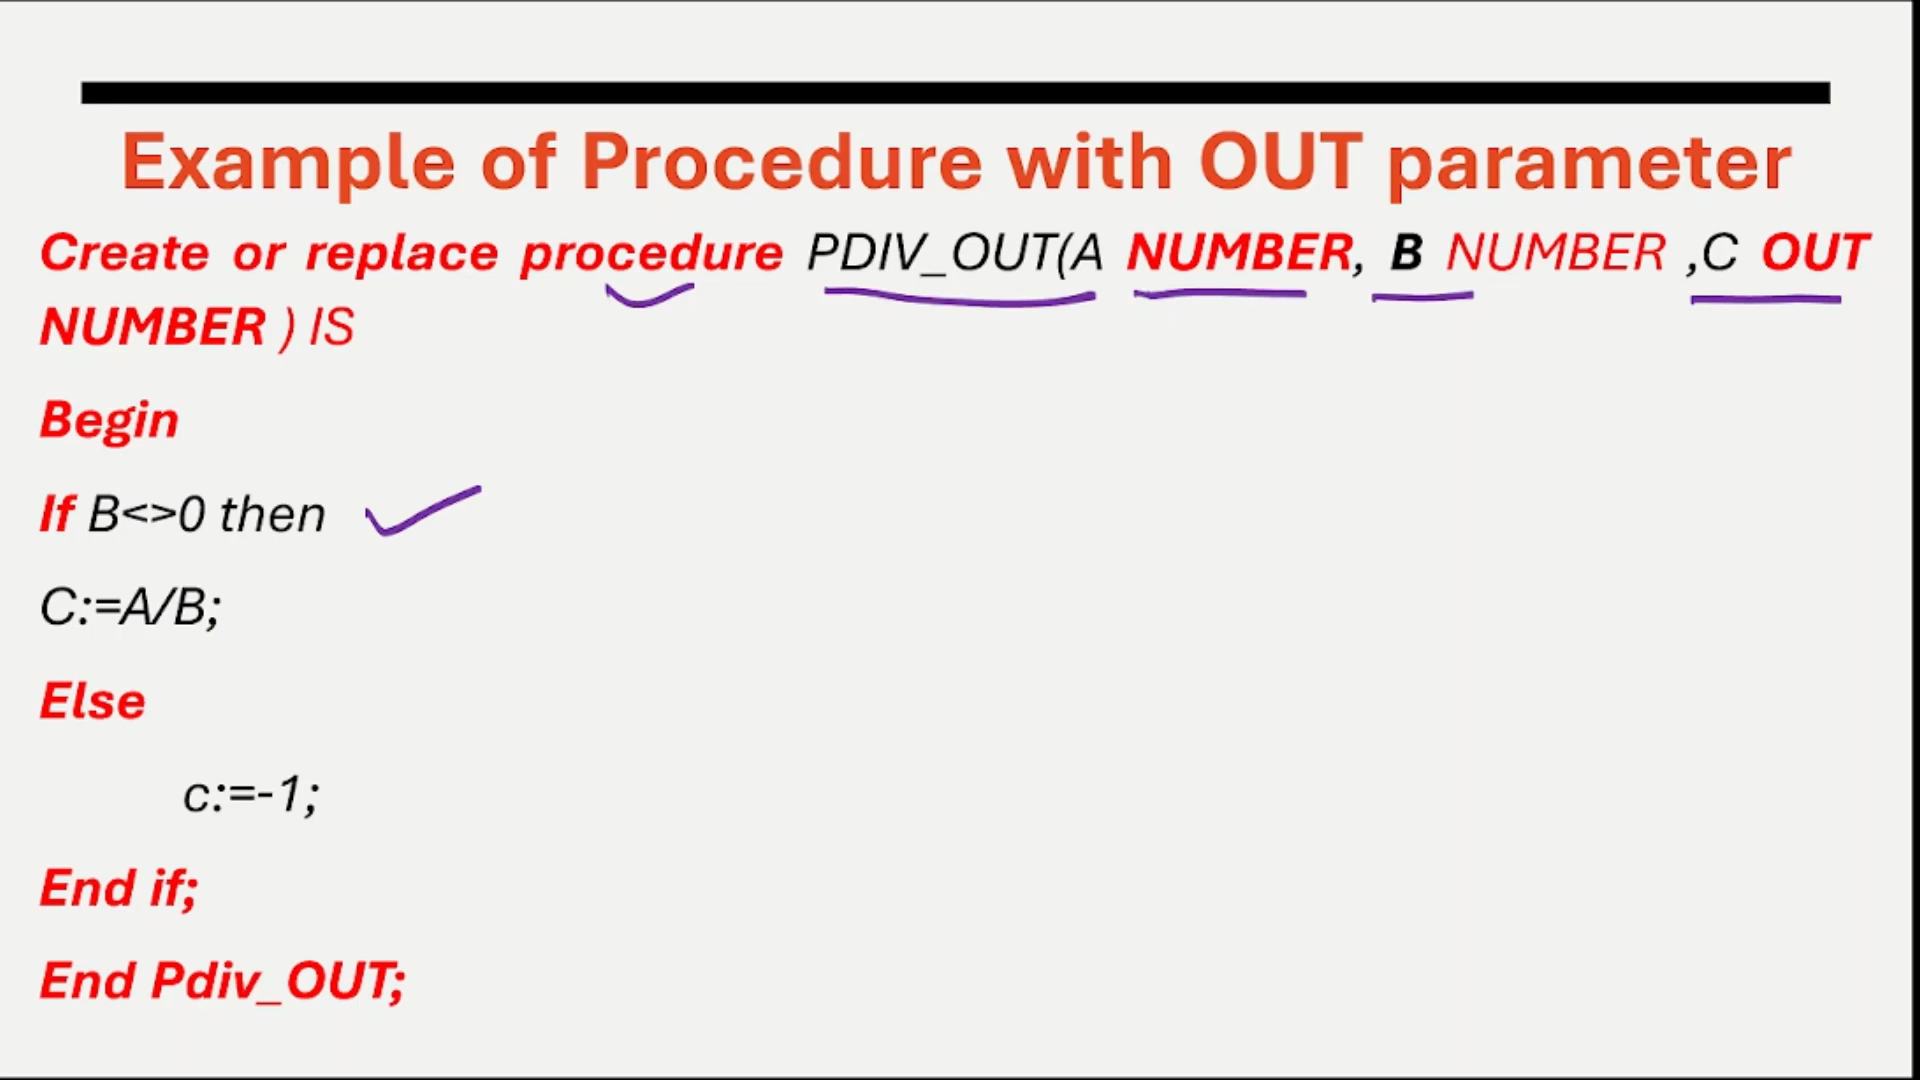 Example of Procedure with OUT parameter
Create or replace procedure PDIV_OUT(A NUMBER, B NUMBER ,C OUT
NUMBER ) IS
Begin
If B<>0 then
C:=A/B;
Else
c:=-1;
End if;
End Pdiv_OUT;